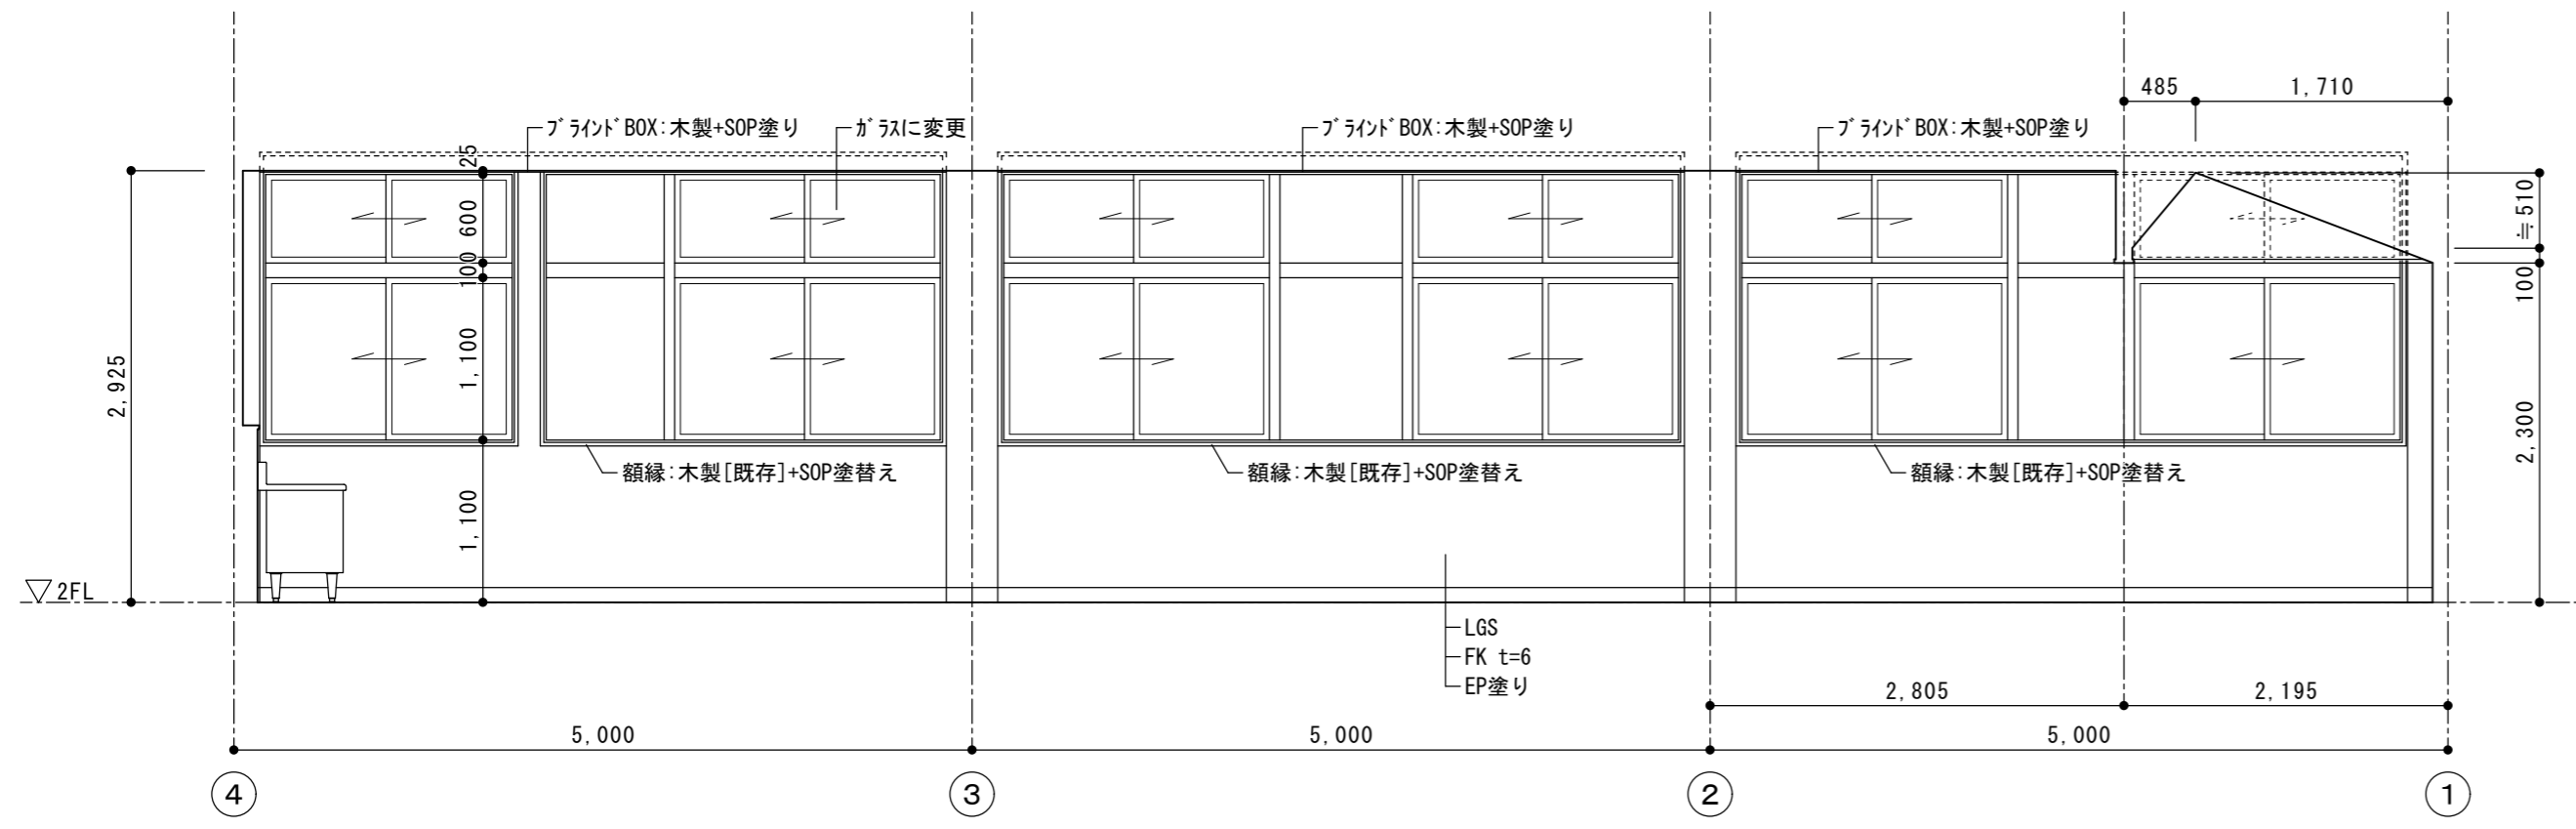 485
1,710
ﾌﾞﾗｲﾝﾄﾞBOX:木製+SOP塗り
ｶﾞﾗｽに変更
ﾌﾞﾗｲﾝﾄﾞBOX:木製+SOP塗り
ﾌﾞﾗｲﾝﾄﾞBOX:木製+SOP塗り
25
600
100
1,100
1,100
2,925
≒510
100
2,300
額縁:木製[既存]+SOP塗替え
額縁:木製[既存]+SOP塗替え
額縁:木製[既存]+SOP塗替え
2FL
LGS
FK t=6
EP塗り
2,805
2,195
5,000
5,000
5,000
4
3
2
1